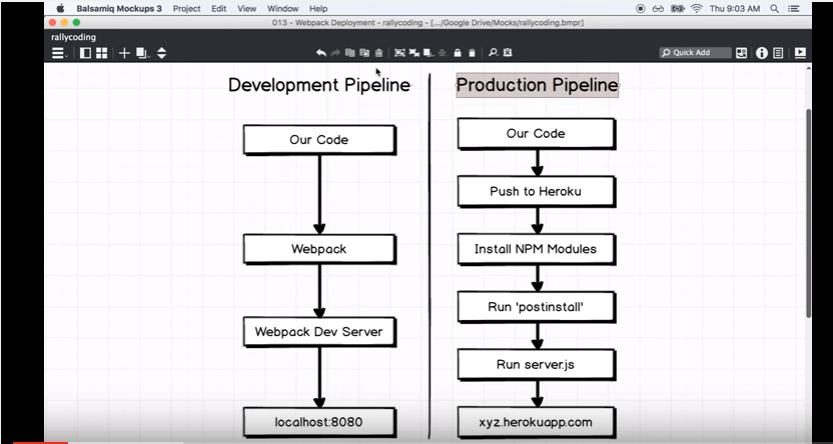 Balsamiq Mockups 3 Project Edit View Window Help Thu 9:03 AM
013 - Webpack Deployment - rallycoding - [.../Google Drive/Mocks/rallycoding.bmpr]
rallycoding
Quick Add
Development Pipeline
Our Code
Webpack
Webpack Dev Server
localhost:8080
Production Pipeline
Our Code
Push to Heroku
Install NPM Modules
Run 'postinstall'
Run server.js
xyz.herokuapp.com